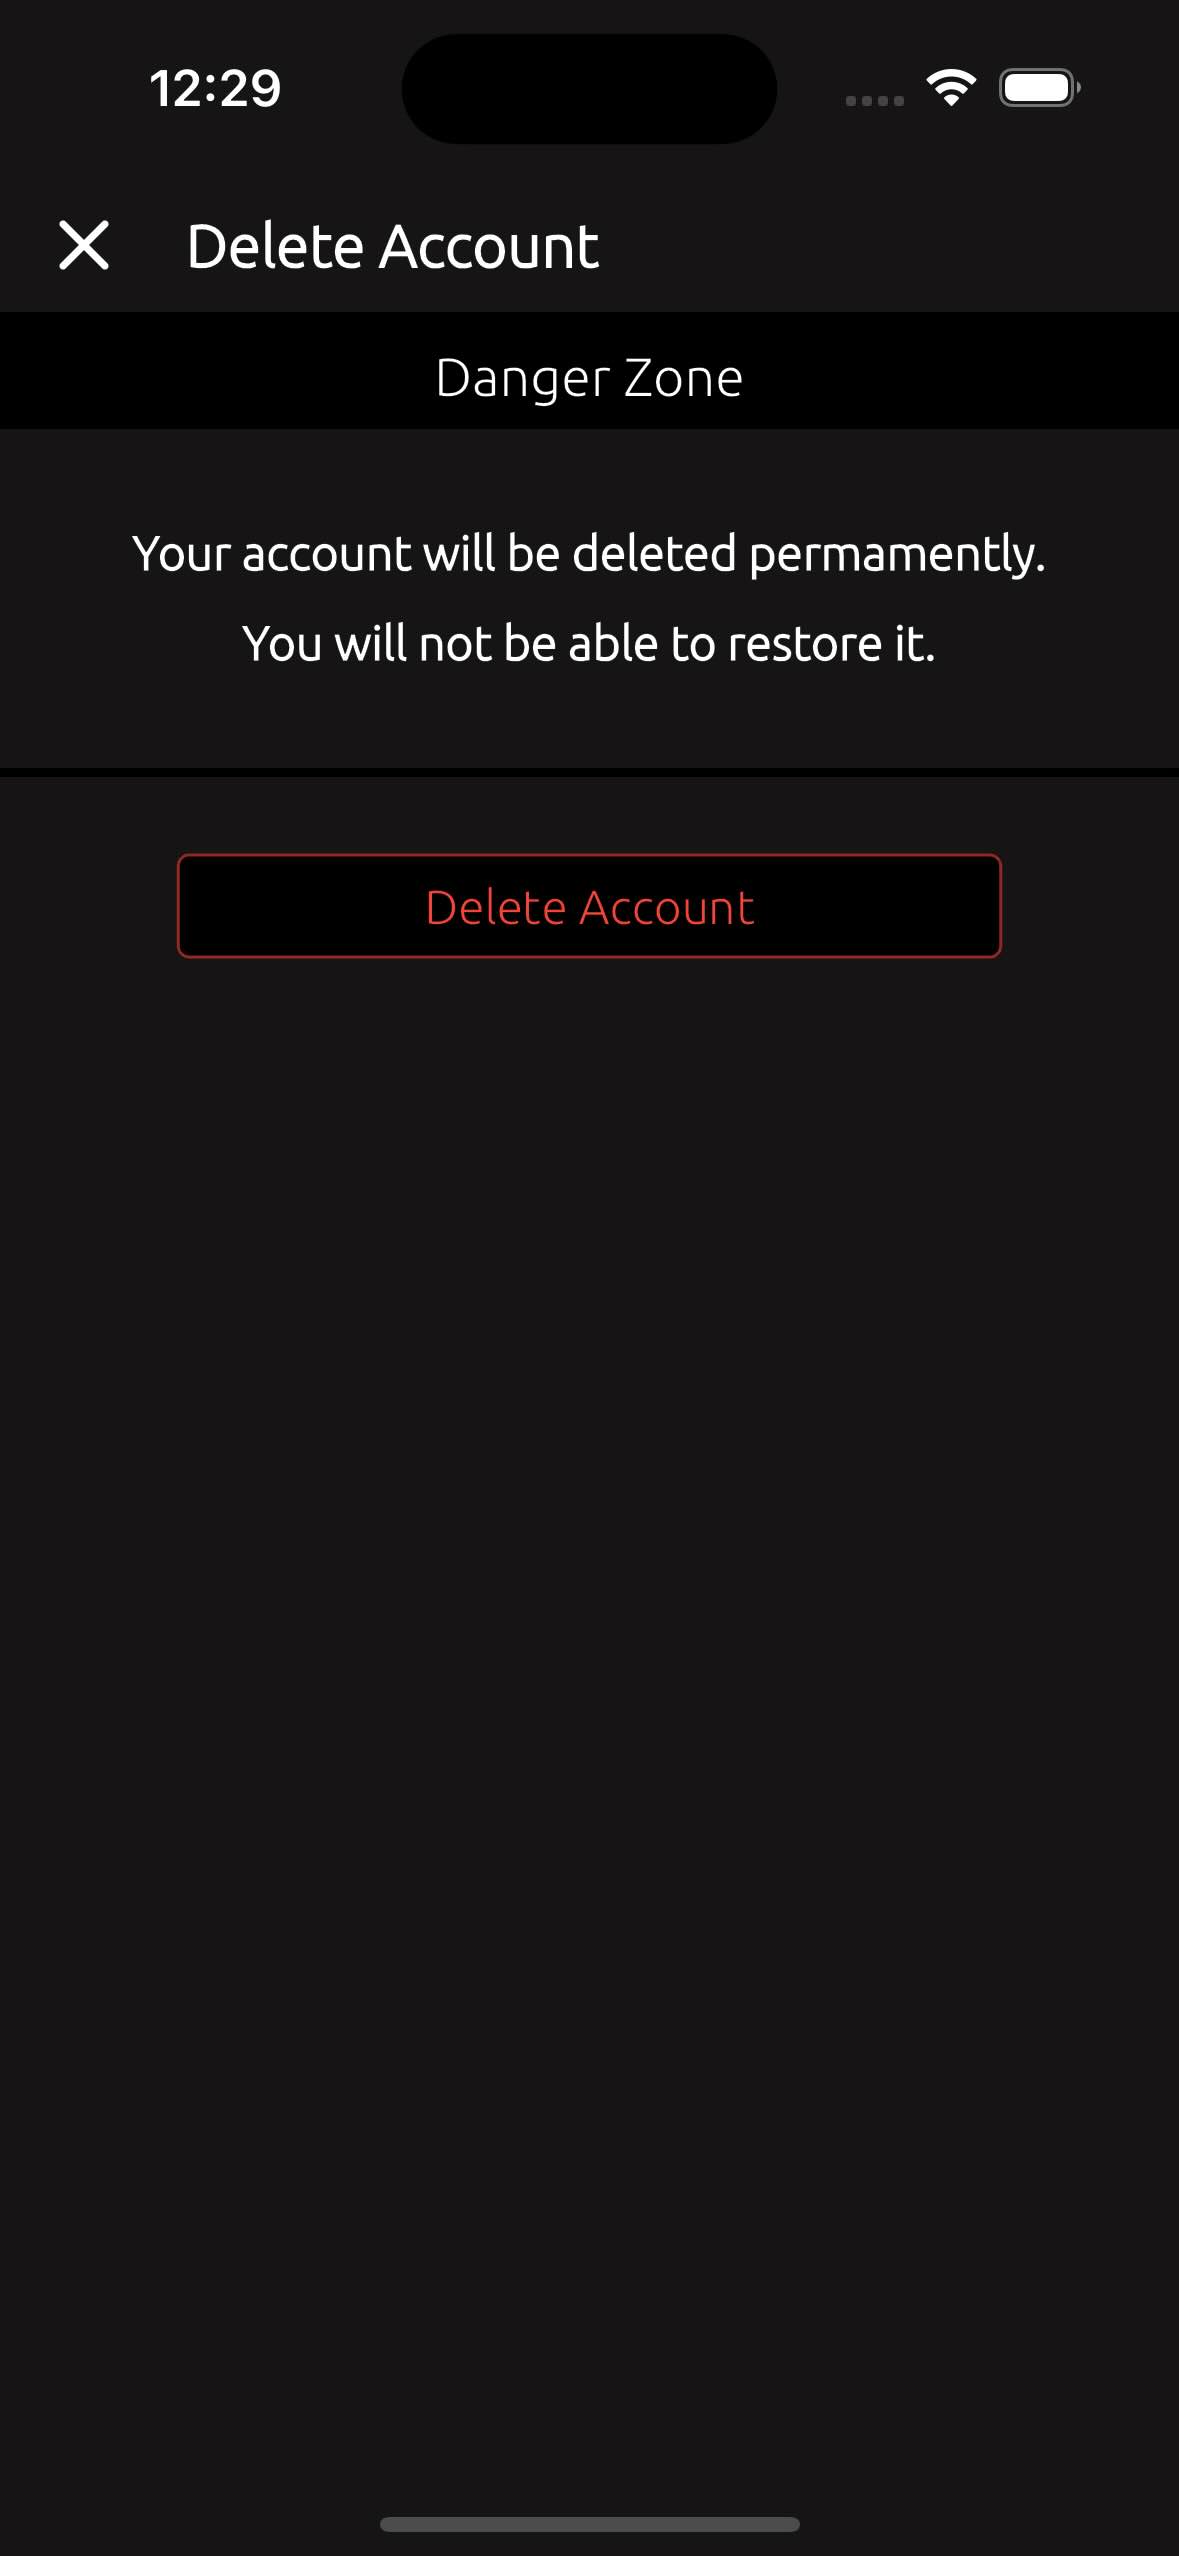 12:29
Delete Account
Danger Zone
Your account will be deleted permamently.
You will not be able to restore it.
Delete Account